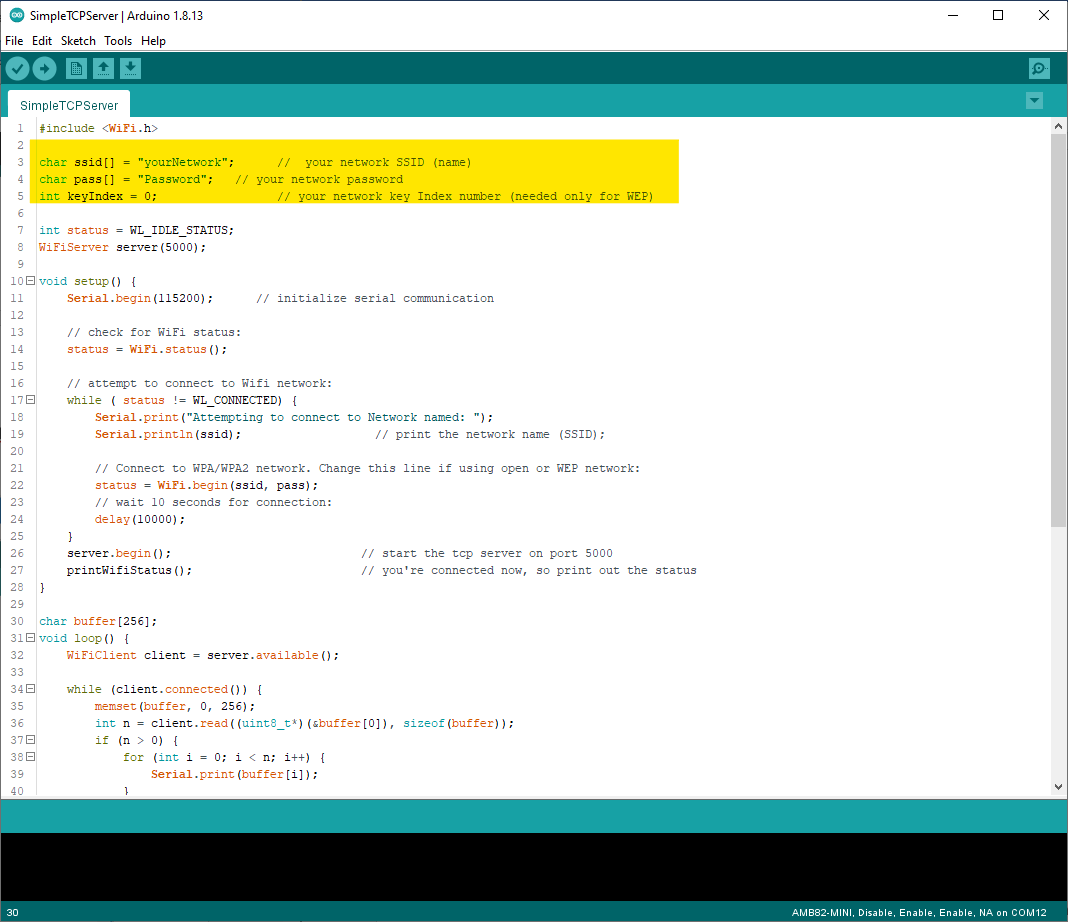 SimpleTCPServer | Arduino 1.8.13
File Edit Sketch Tools Help
SimpleTCPServer
1 #include <WiFi.h>
2
3 char ssid[] = "yourNetwork"; // your network SSID (name)
4 char pass[] = "Password"; // your network password
5 int keyIndex = 0; // your network key Index number (needed only for WEP)
6
7 int status = WL_IDLE_STATUS;
8 WiFiServer server(5000);
9
10 void setup() {
11 Serial.begin(115200); // initialize serial communication
12
13 // check for WiFi status:
14 status = WiFi.status();
15
16 // attempt to connect to Wifi network:
17 while ( status != WL_CONNECTED) {
18 Serial.print("Attempting to connect to Network named: ");
19 Serial.println(ssid); // print the network name (SSID);
20
21 // Connect to WPA/WPA2 network. Change this line if using open or WEP network:
22 status = WiFi.begin(ssid, pass);
23 // wait 10 seconds for connection:
24 delay(10000);
25 }
26 server.begin(); // start the tcp server on port 5000
27 printWifiStatus(); // you're connected now, so print out the status
28 }
29
30 char buffer[256];
31 void loop() {
32 WiFiClient client = server.available();
33
34 while (client.connected()) {
35 memset(buffer, 0, 256);
36 int n = client.read((uint8_t*)(&buffer[0]), sizeof(buffer));
37 if (n > 0) {
38 for (int i = 0; i < n; i++) {
39 Serial.print(buffer[i]);
40 }
30 AMB82-MINI, Disable, Enable, Enable, NA on COM12